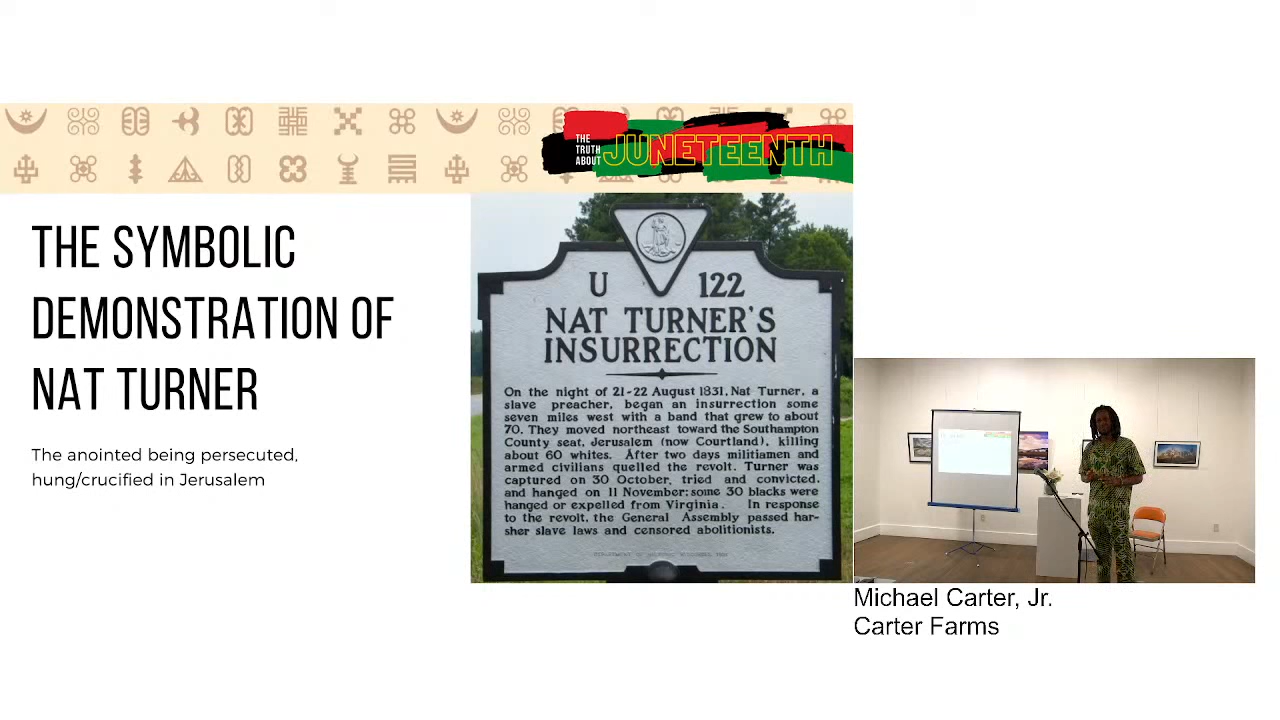 THE
TRUTH
ABOUT
JUNETEENTH
THE SYMBOLIC
DEMONSTRATION OF
NAT TURNER
The anointed being persecuted,
hung/crucified in Jerusalem
U 122
NAT TURNER'S
INSURRECTION
On the night of 21-22 August 1831, Nat Turner, a
slave preacher, began an insurrection some
seven miles west with a band that grew to about
70. They moved northeast toward the Southampton
County seat, Jerusalem (now Courtland), killing
about 60 whites. After two days militiamen and
armed civilians quelled the revolt. Turner was
captured on 30 October, tried and convicted,
and hanged on 11 November; some 30 blacks were
hanged or expelled from Virginia. In response
to the revolt, the General Assembly passed har-
sher slave laws and censored abolitionists.
Michael Carter, Jr.
Carter Farms